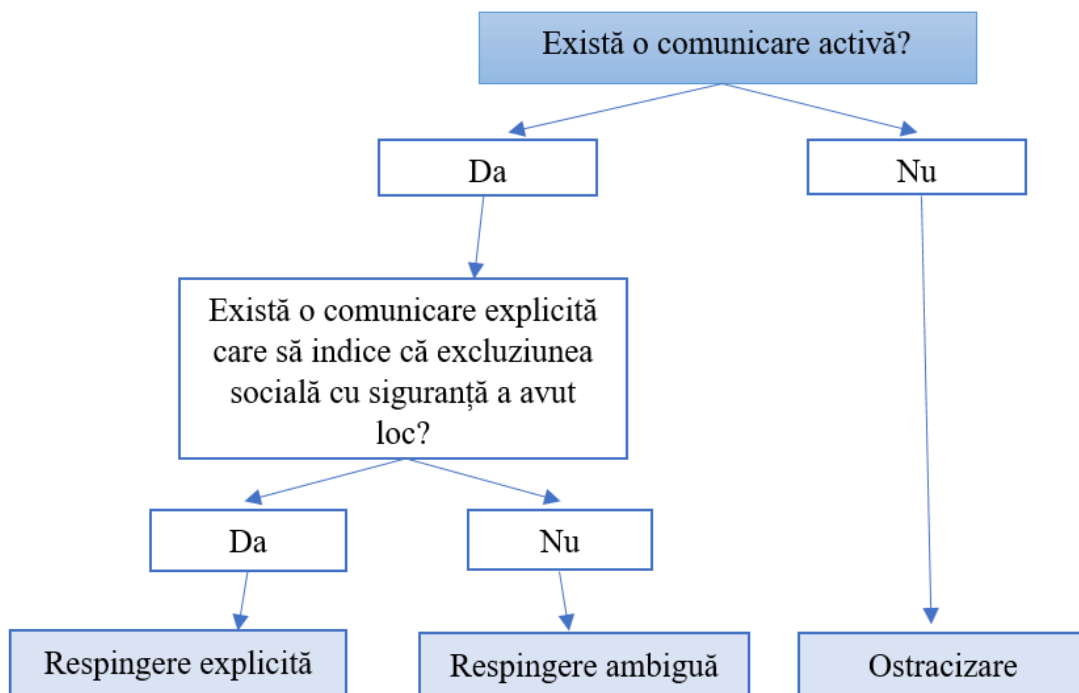 Există o comunicare activă?
Da
Nu
Există o comunicare explicită
care să indice că excluziunea
socială cu siguranță a avut
loc?
Da
Nu
Respingere explicită
Respingere ambiguă
Ostracizare